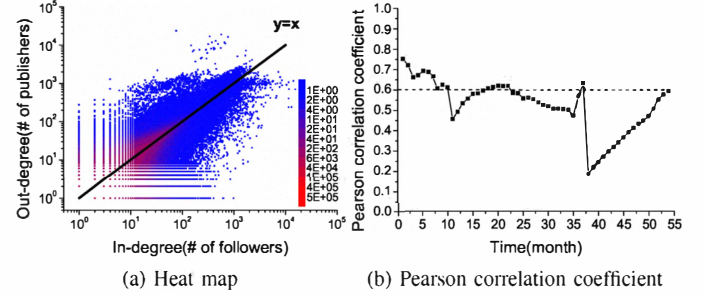 y=x
Out-degree(# of publishers)
10^5
10^4
10^3
10^2
10^1
10^0
10^0 10^1 10^2 10^3 10^4 10^5
In-degree(# of followers)
1E+00
2E+00
4E+00
1E+01
2E+01
4E+01
2E+02
6E+03
4E+04
1E+05
4E+05
5E+05
(a) Heat map
Pearson correlation coefficient
1.0
0.9
0.8
0.7
0.6
0.5
0.4
0.3
0.2
0.1
0.0
0 5 10 15 20 25 30 35 40 45 50 55
Time(month)
(b) Pearson correlation coefficient